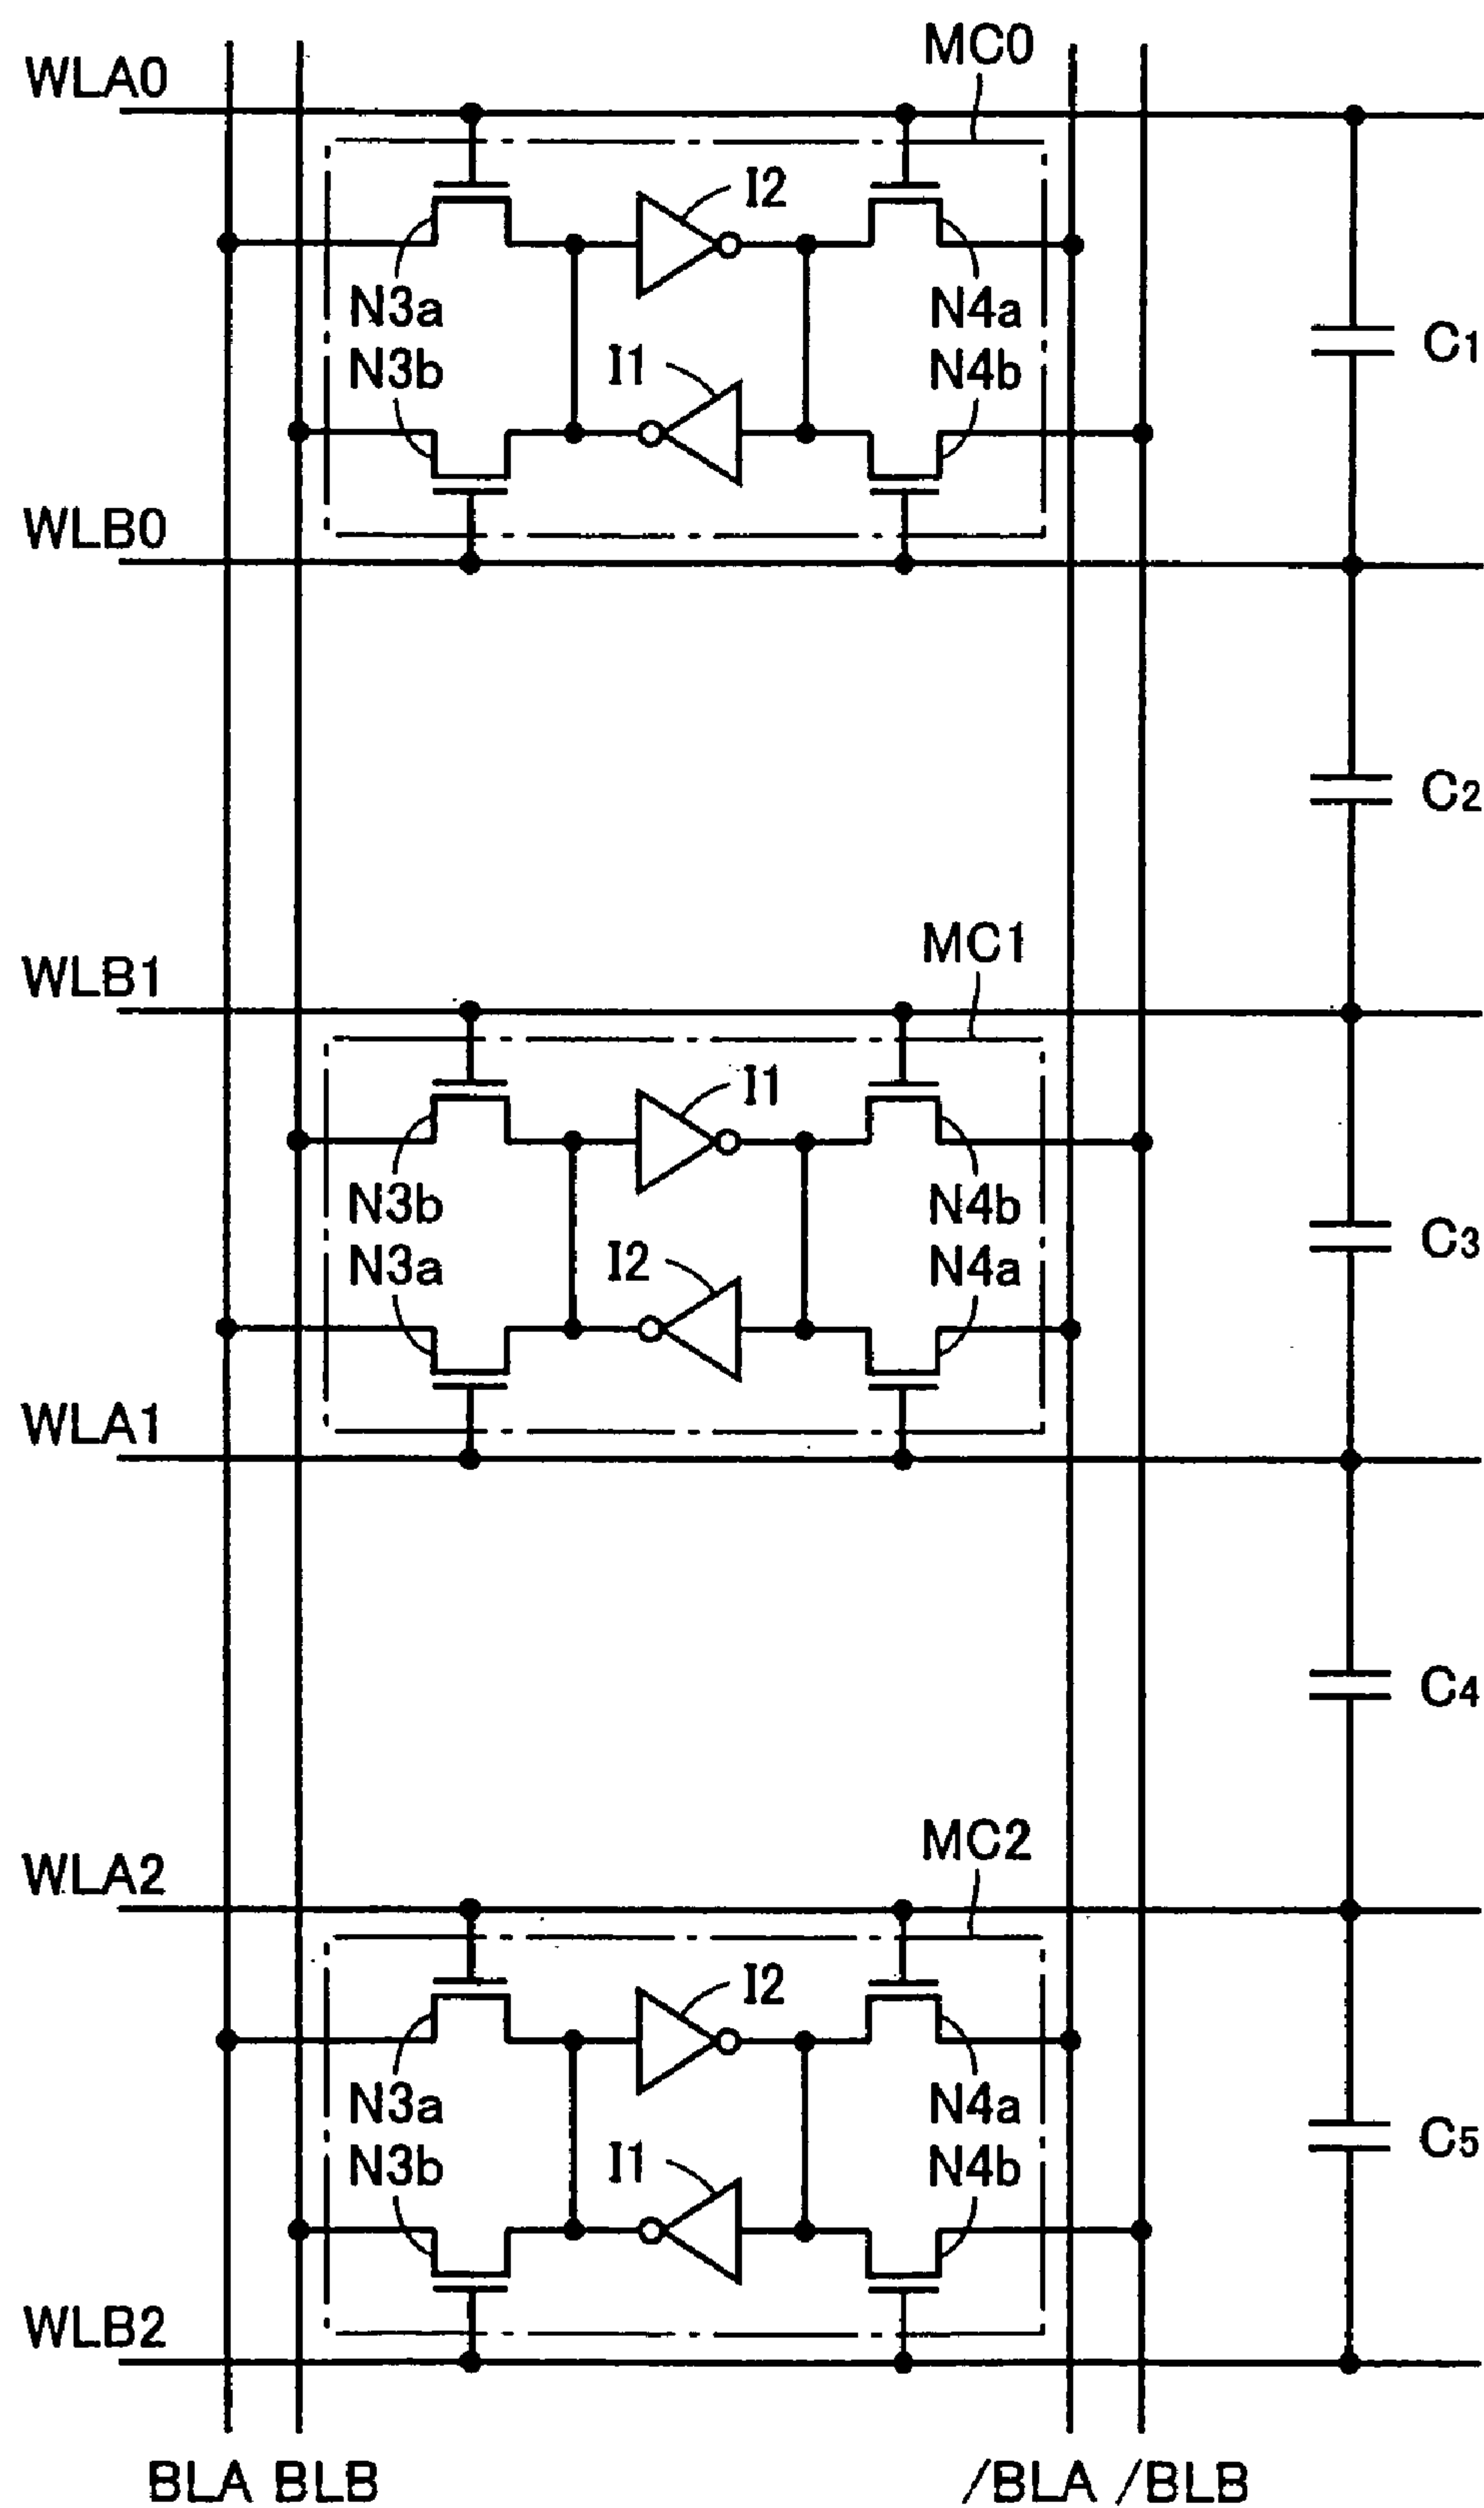 MC0
WLA0
I2
N3a N4a
N3b I1 N4b
C1
WLB0
C2
MC1
WLB1
I1
N3b N4b
N3a I2 N4a
C3
WLA1
C4
MC2
WLA2
I2
N3a N4a
N3b I1 N4b
C5
WLB2
BLA BLB /BLA /BLB